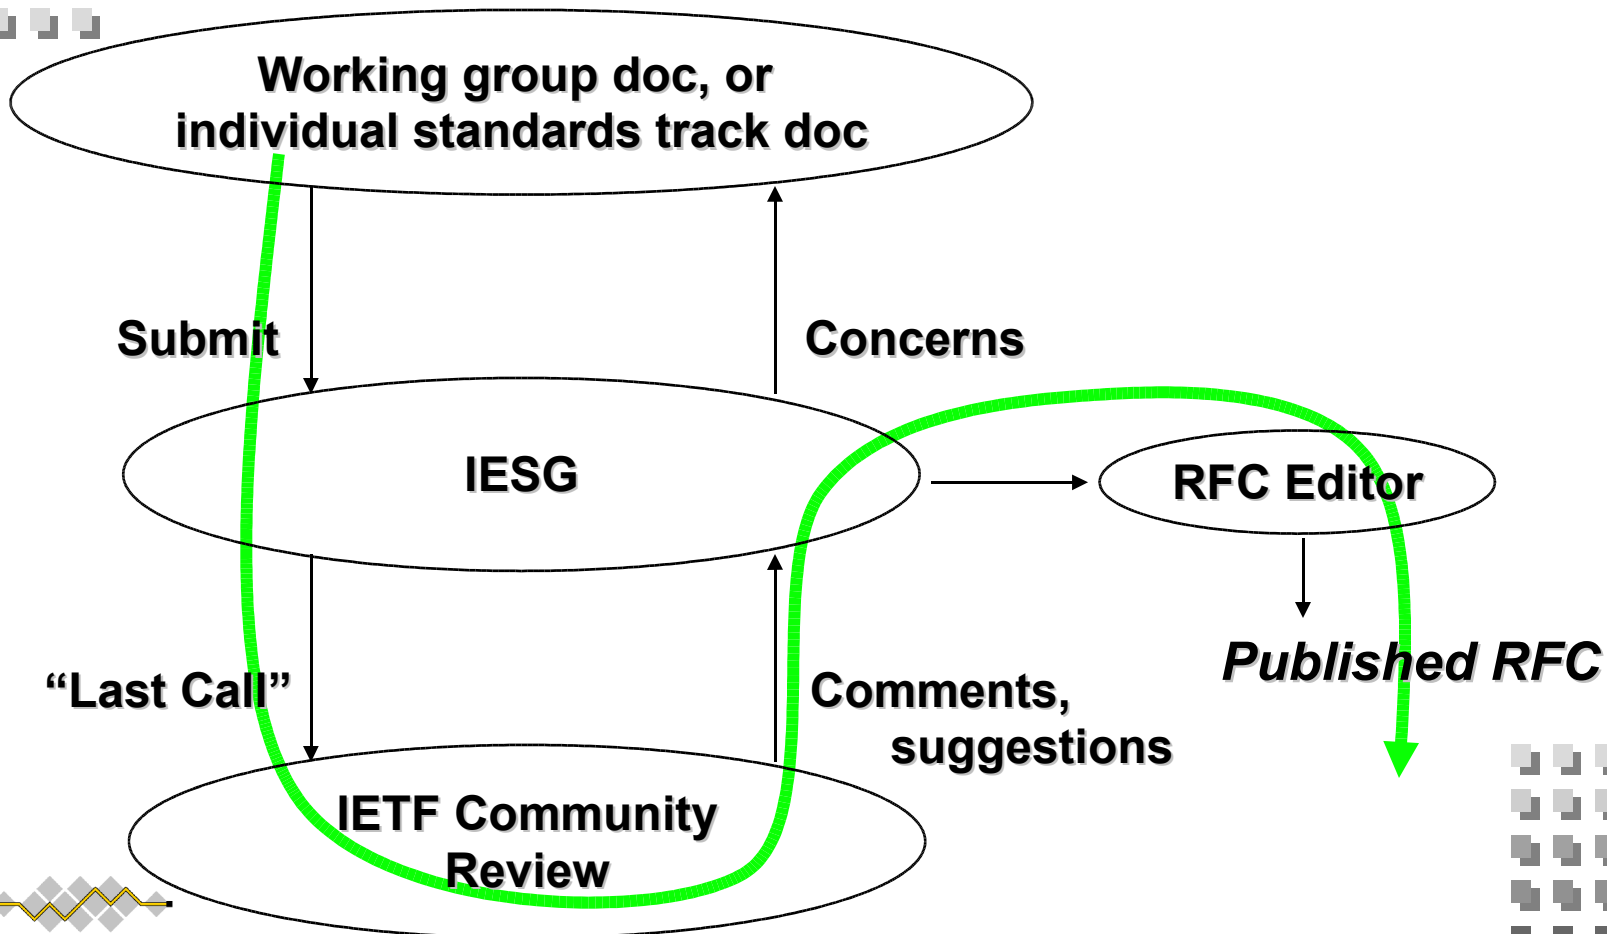 Working group doc, or
individual standards track doc
Submit
Concerns
IESG
RFC Editor
“Last Call”
Comments,
suggestions
Published RFC
IETF Community
Review